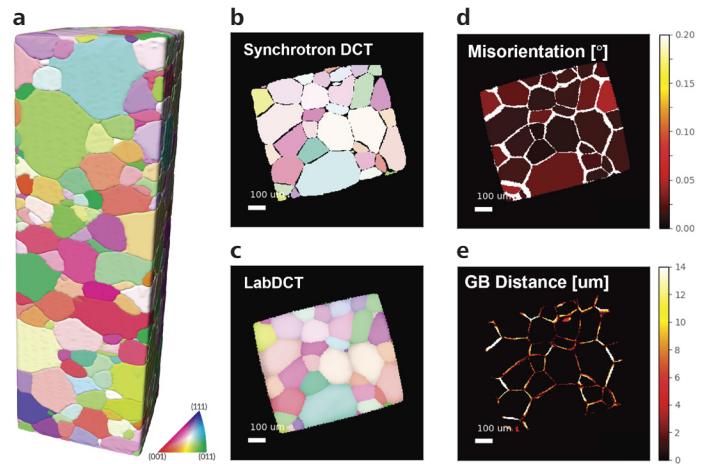 a
(111)
(001)
(011)
b
Synchrotron DCT
100 um
c
LabDCT
100 um
d
Misorientation [°]
100 um
0.20
0.15
0.10
0.05
0.00
e
GB Distance [um]
100 um
14
12
10
8
6
4
2
0